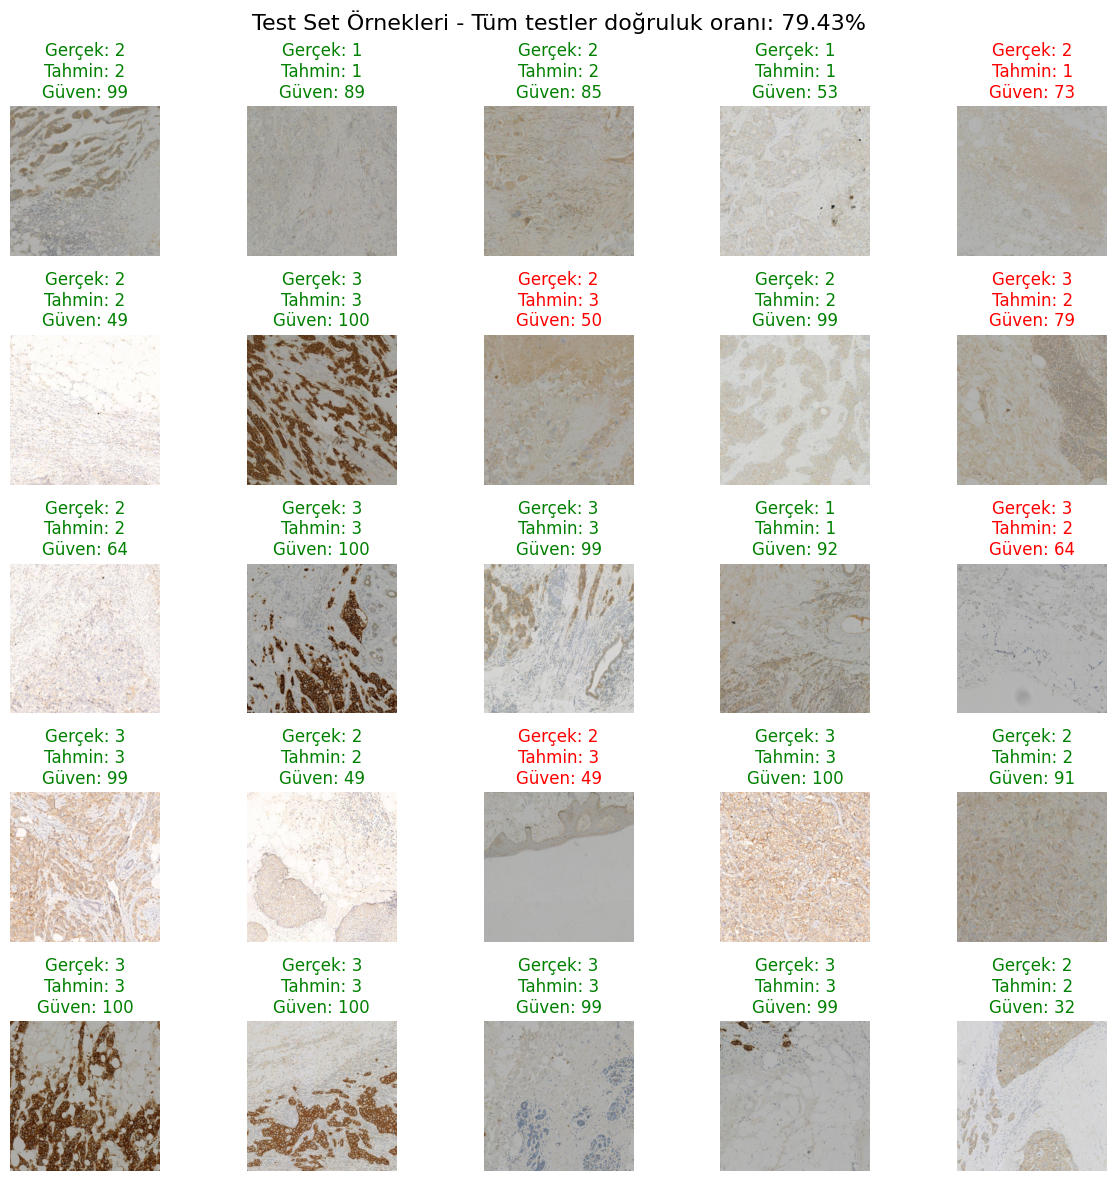 Test Set Örnekleri - Tüm testler doğruluk oranı: 79.43%
Gerçek: 2
Tahmin: 2
Güven: 99
Gerçek: 1
Tahmin: 1
Güven: 89
Gerçek: 2
Tahmin: 2
Güven: 85
Gerçek: 1
Tahmin: 1
Güven: 53
Gerçek: 2
Tahmin: 1
Güven: 73
Gerçek: 2
Tahmin: 2
Güven: 49
Gerçek: 3
Tahmin: 3
Güven: 100
Gerçek: 2
Tahmin: 3
Güven: 50
Gerçek: 2
Tahmin: 2
Güven: 99
Gerçek: 3
Tahmin: 2
Güven: 79
Gerçek: 2
Tahmin: 2
Güven: 64
Gerçek: 3
Tahmin: 3
Güven: 100
Gerçek: 3
Tahmin: 3
Güven: 99
Gerçek: 1
Tahmin: 1
Güven: 92
Gerçek: 3
Tahmin: 2
Güven: 64
Gerçek: 3
Tahmin: 3
Güven: 99
Gerçek: 2
Tahmin: 2
Güven: 49
Gerçek: 2
Tahmin: 3
Güven: 49
Gerçek: 3
Tahmin: 3
Güven: 100
Gerçek: 2
Tahmin: 2
Güven: 91
Gerçek: 3
Tahmin: 3
Güven: 100
Gerçek: 3
Tahmin: 3
Güven: 100
Gerçek: 3
Tahmin: 3
Güven: 99
Gerçek: 3
Tahmin: 3
Güven: 99
Gerçek: 2
Tahmin: 2
Güven: 32